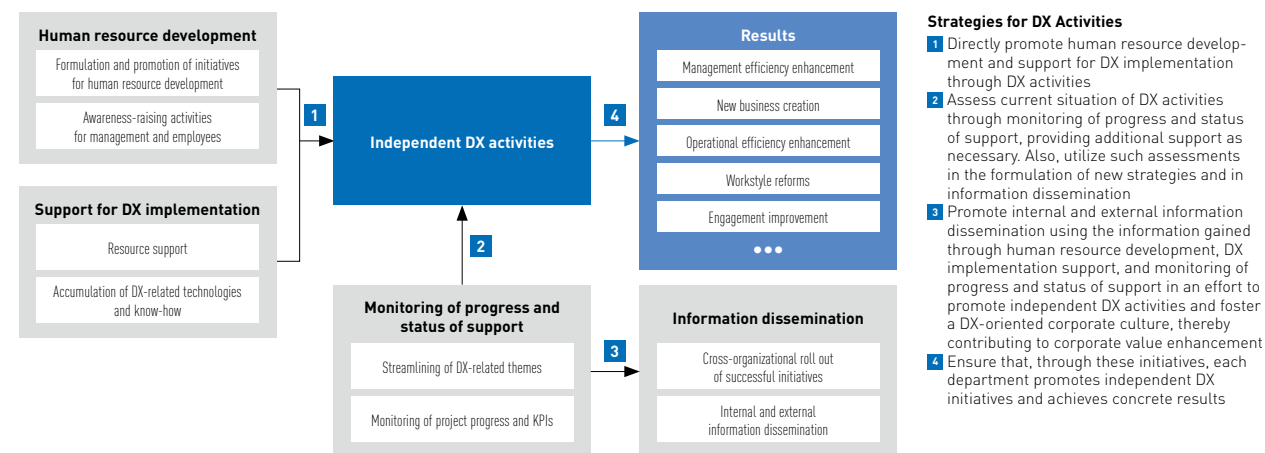 Human resource development
Formulation and promotion of initiatives
for human resource development
Awareness-raising activities
for management and employees
Support for DX implementation
Resource support
Accumulation of DX-related technologies
and know-how
1
Independent DX activities
2
Monitoring of progress and
status of support
Streamlining of DX-related themes
Monitoring of project progress and KPIs
4
Results
Management efficiency enhancement
New business creation
Operational efficiency enhancement
Workstyle reforms
Engagement improvement
●●●
3
Information dissemination
Cross-organizational roll out
of successful initiatives
Internal and external
information dissemination
Strategies for DX Activities
1 Directly promote human resource develop-
ment and support for DX implementation
through DX activities
2 Assess current situation of DX activities
through monitoring of progress and status
of support, providing additional support as
necessary. Also, utilize such assessments
in the formulation of new strategies and in
information dissemination
3 Promote internal and external information
dissemination using the information gained
through human resource development, DX
implementation support, and monitoring of
progress and status of support in an effort to
promote independent DX activities and foster
a DX-oriented corporate culture, thereby
contributing to corporate value enhancement
4 Ensure that, through these initiatives, each
department promotes independent DX
initiatives and achieves concrete results